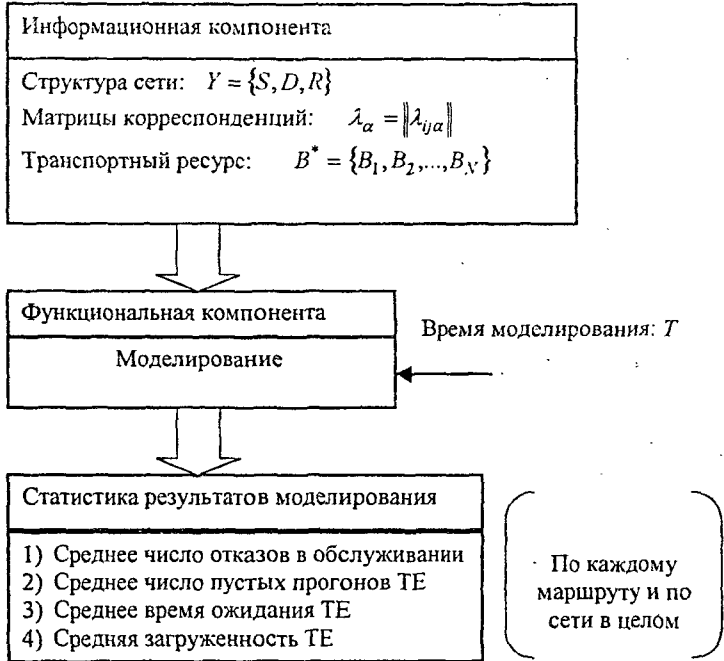 Информационная компонента
Структура сети: Y = {S, D, R}
Матрицы корреспонденций: λ_α = ‖λ_ijα‖
Транспортный ресурс: B* = {B_1, B_2, ..., B_N}
Функциональная компонента
Моделирование
Время моделирования: T
Статистика результатов моделирования
1) Среднее число отказов в обслуживании
2) Среднее число пустых прогонов ТЕ
3) Среднее время ожидания ТЕ
4) Средняя загруженность ТЕ
По каждому
маршруту и по
сети в целом